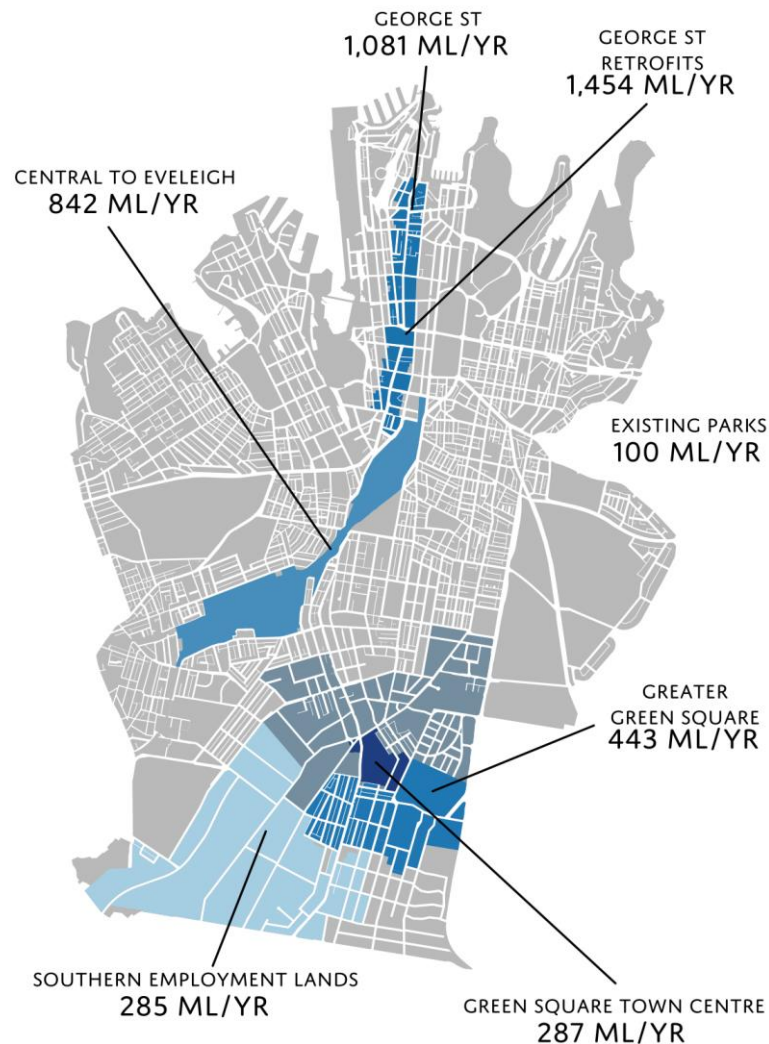 GEORGE ST
1,081 ML/YR
GEORGE ST
RETROFITS
1,454 ML/YR
CENTRAL TO EVELEIGH
842 ML/YR
EXISTING PARKS
100 ML/YR
GREATER
GREEN SQUARE
443 ML/YR
SOUTHERN EMPLOYMENT LANDS
285 ML/YR
GREEN SQUARE TOWN CENTRE
287 ML/YR